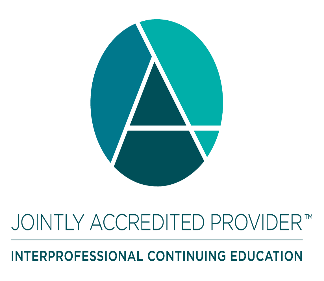 JOINTLY ACCREDITED PROVIDER™
INTERPROFESSIONAL CONTINUING EDUCATION